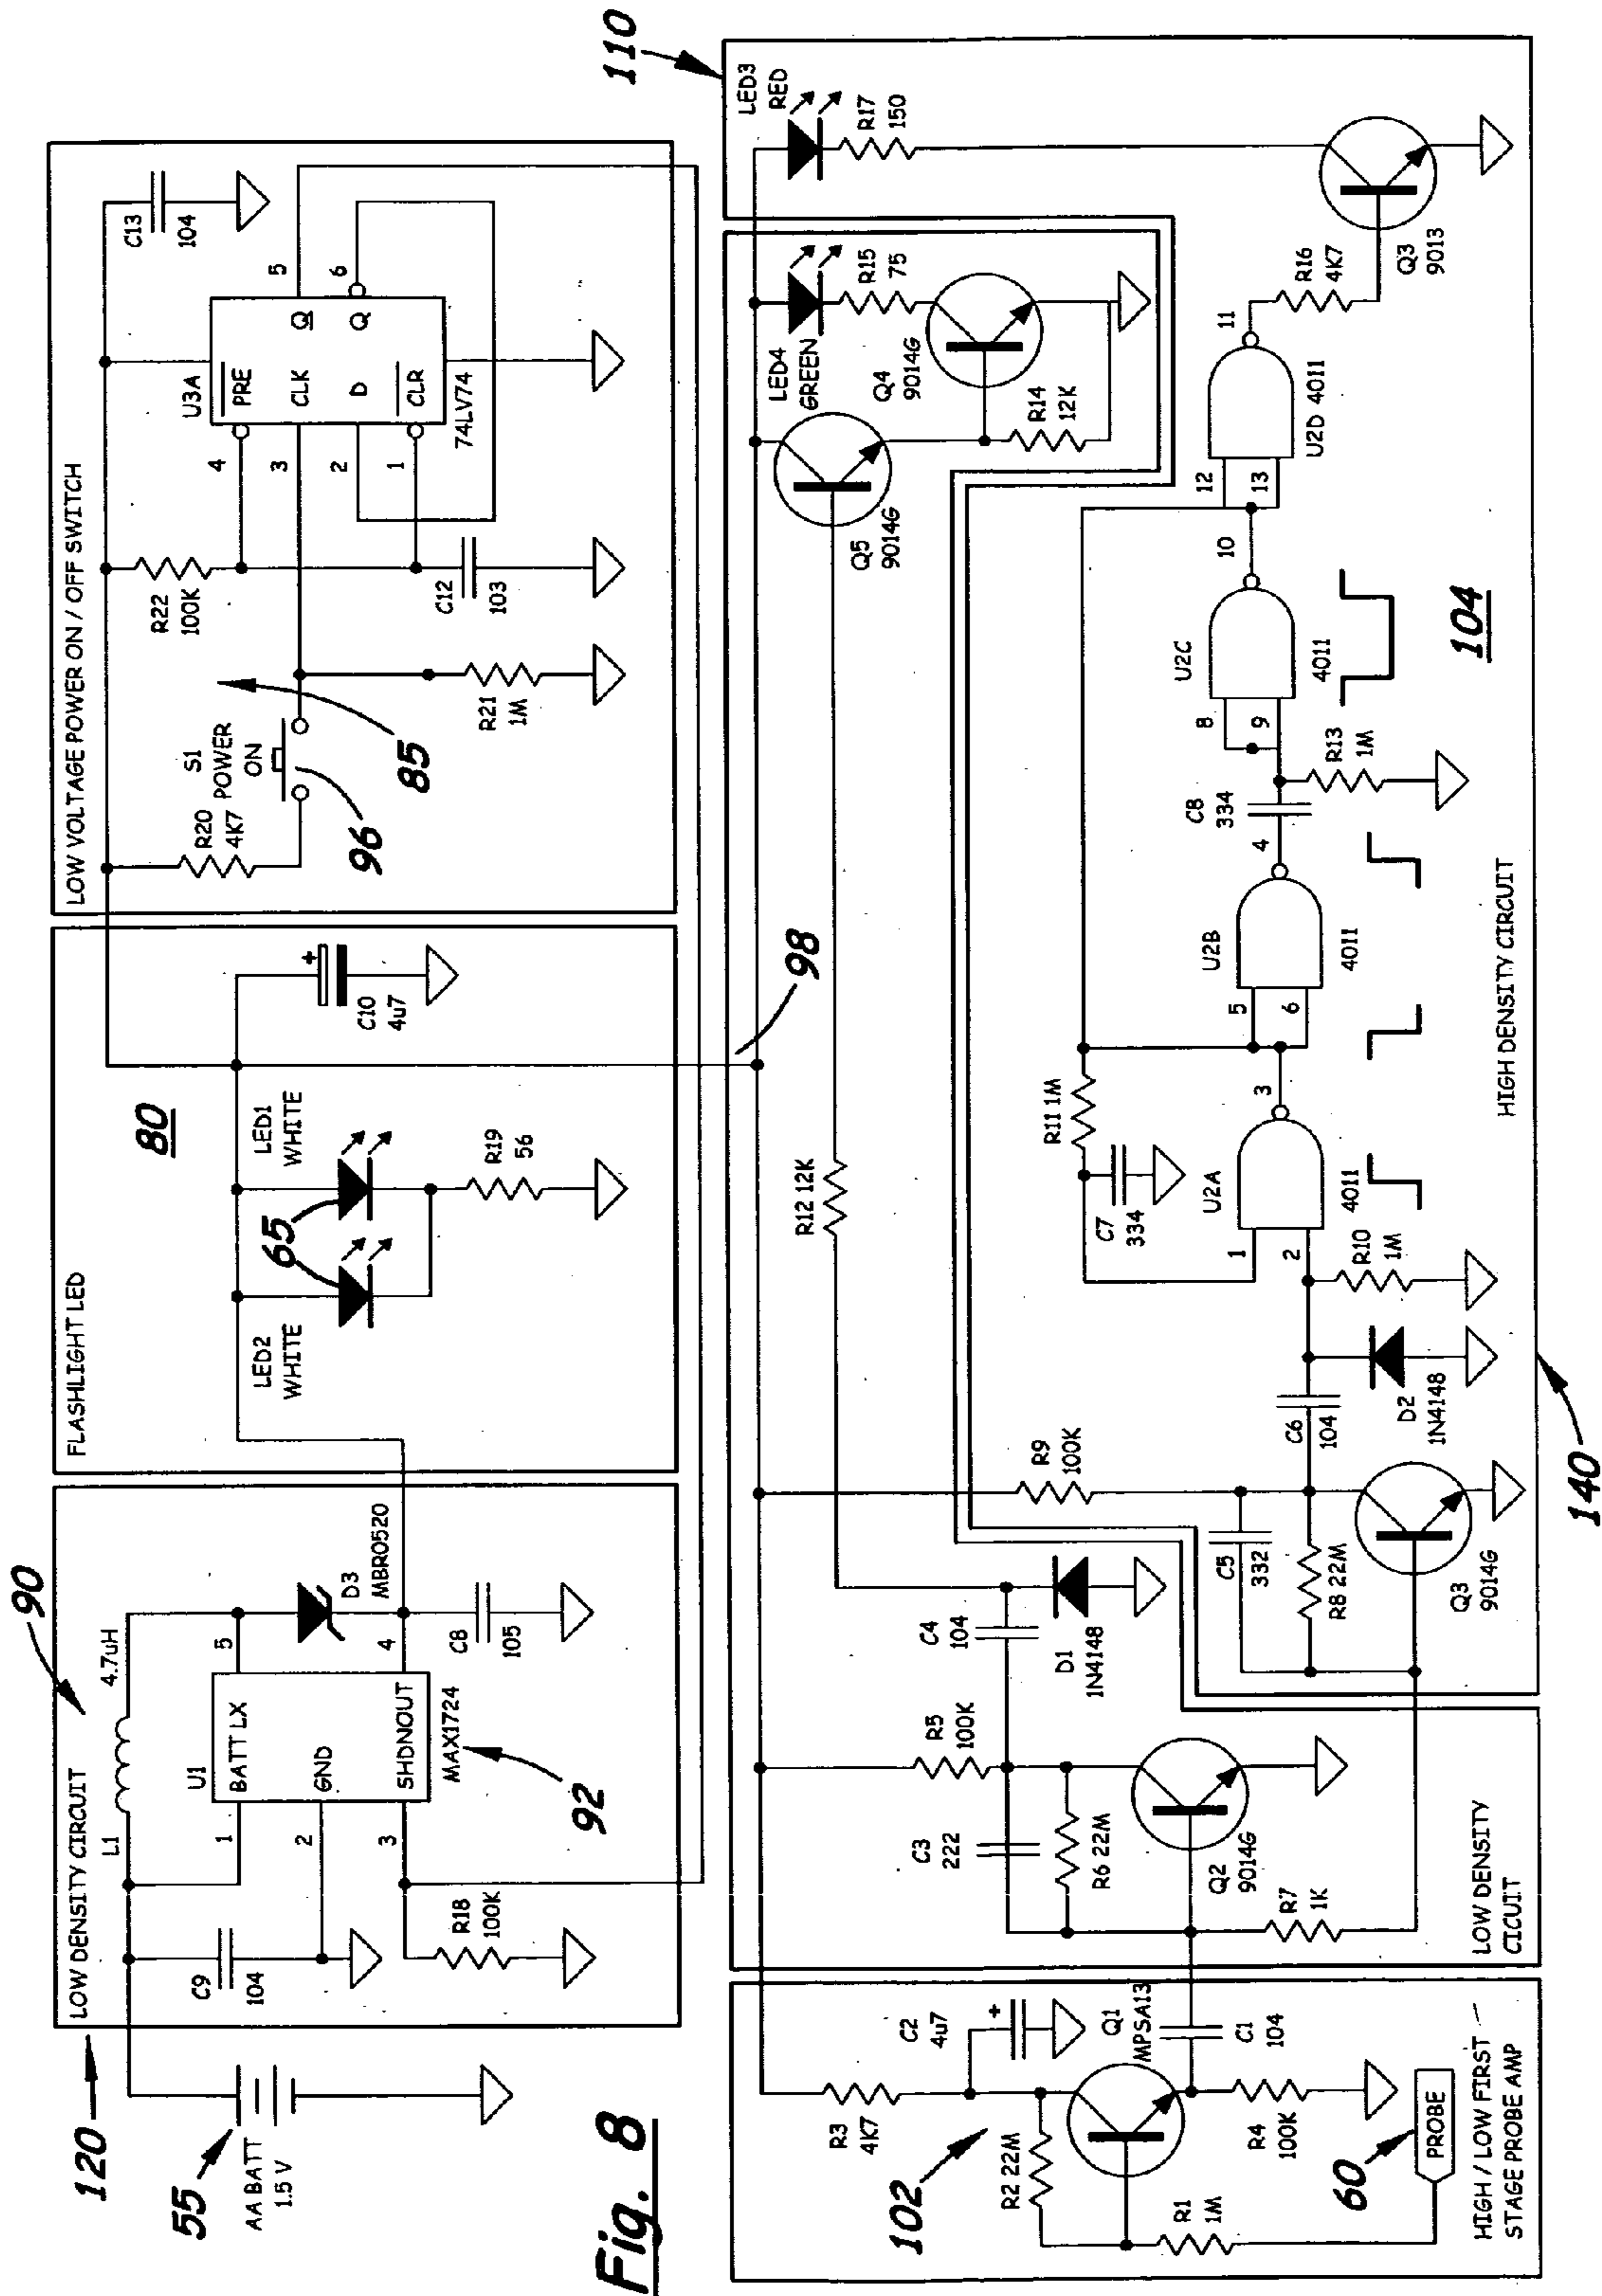 120
LOW DENSITY CIRCUIT
90
55
AA BATT
1.5 V
C9
104
L1
4.7uH
U1
1
BATT LX
5
2
GND
3
SHDNOUT
4
MAX1724
92
R18
100K
D3
MBR0520
C8
105
FLASHLIGHT LED
80
LED2
WHITE
65
LED1
WHITE
R19
56
C10
4u7
+
LOW VOLTAGE POWER ON / OFF SWITCH
R20
4K7
S1
POWER
ON
96
85
R22
100K
R21
1M
C12
103
U3A
4
PRE
3
CLK
2
D
1
CLR
Q
5
Q
6
74LV74
C13
104
Fig. 8
102
R3
4K7
C2
4u7
+
R2 22M
Q1
MPSA13
R1
1M
R4
100K
C1
104
60
PROBE
HIGH / LOW FIRST
STAGE PROBE AMP
98
R5
100K
C3
222
R6 22M
Q2
9014G
R7
1K
LOW DENSITY
CICUIT
C4
104
D1
1N4148
R12 12K
Q5
9014G
LED4
GREEN
R15
75
Q4
9014G
R14
12K
110
LED3
RED
R17
150
R9
100K
C5
332
R8 22M
Q3
9014G
C6
104
D2
1N4148
R10
1M
C7
334
R11 1M
U2A
1
2
3
4011
U2B
5
6
4
4011
C8
334
R13
1M
U2C
8
9
10
4011
12
13
11
U2D 4011
R16
4K7
Q3
9013
104
HIGH DENSITY CIRCUIT
140